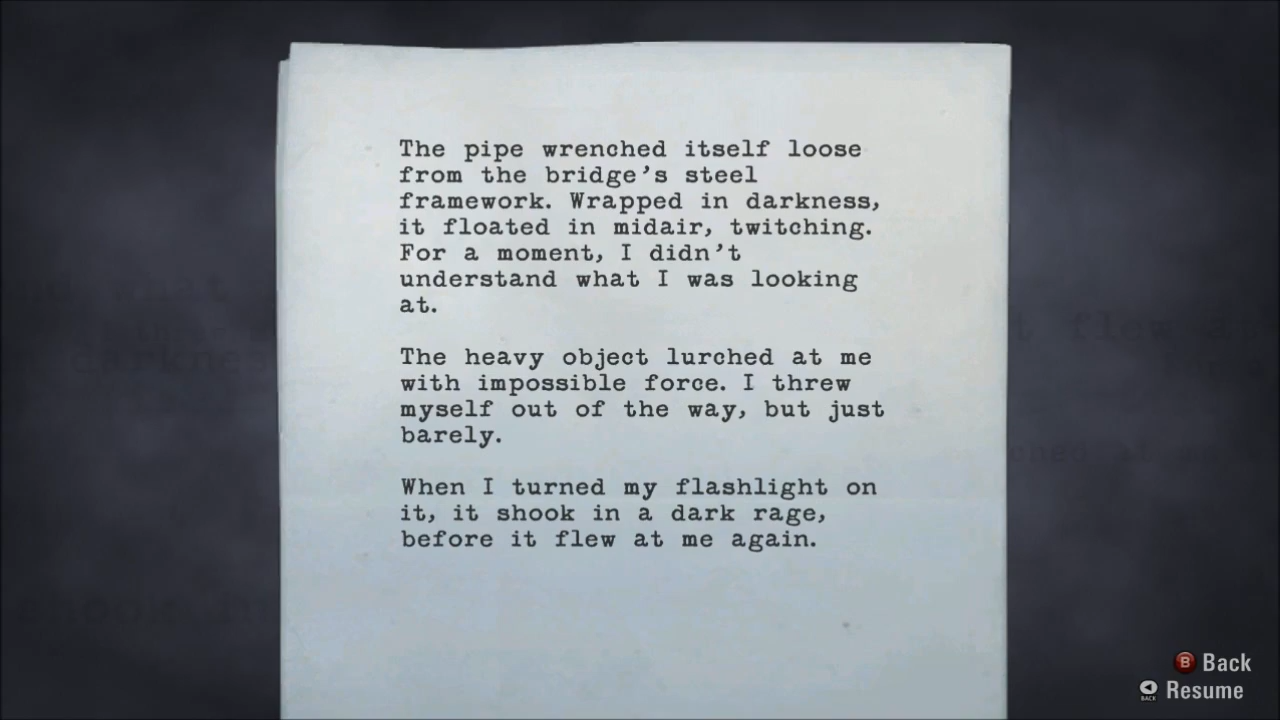 The pipe wrenched itself loose
from the bridge's steel
framework. Wrapped in darkness,
it floated in midair, twitching.
For a moment, I didn't
understand what I was looking
at.
The heavy object lurched at me
with impossible force. I threw
myself out of the way, but just
barely.
When I turned my flashlight on
it, it shook in a dark rage,
before it flew at me again.
B Back
BACK Resume